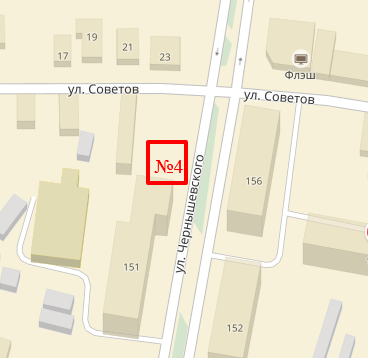 19
21
17
23
Флэш
ул. Советов
ул. Советов
№4
156
ул. Чернышевского
151
152